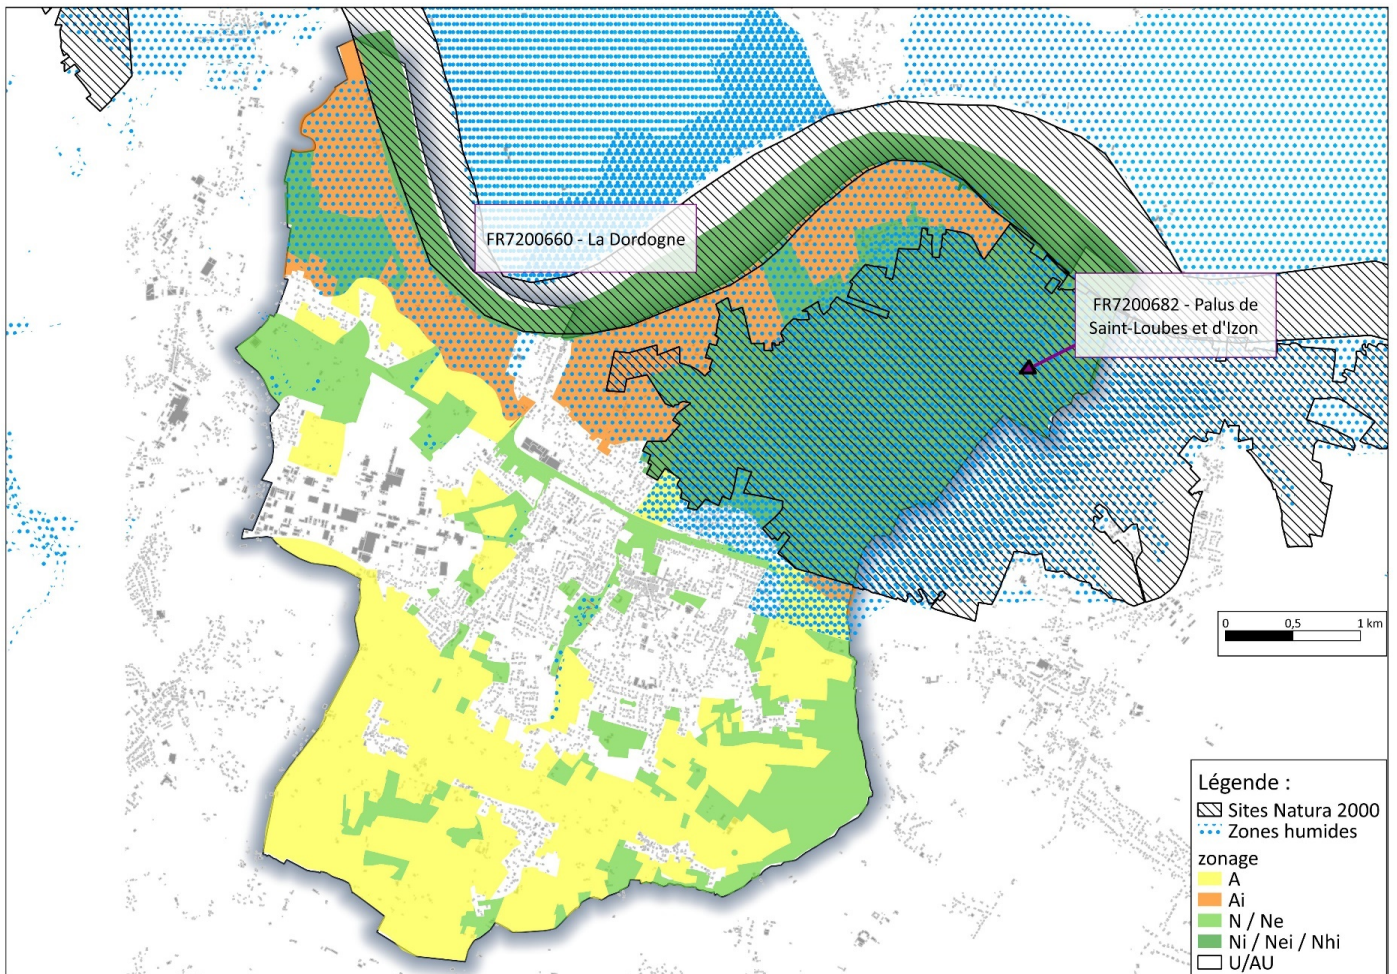 FR7200660 - La Dordogne
FR7200682 - Palus de
Saint-Loubes et d'Izon
0 0,5 1 km
Légende :
Sites Natura 2000
Zones humides
zonage
A
Ai
N / Ne
Ni / Nei / Nhi
U/AU